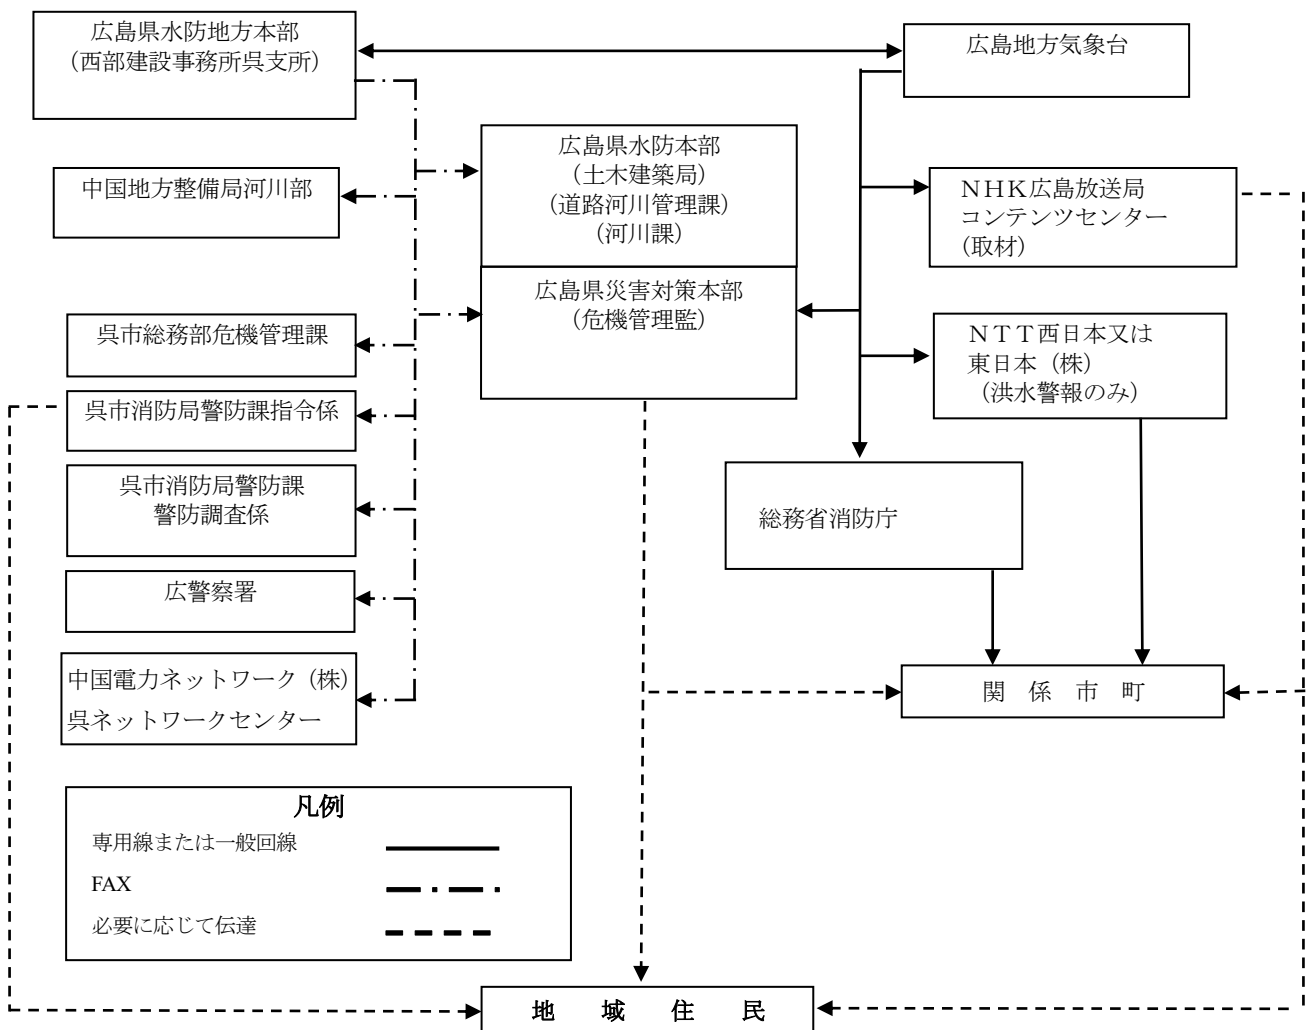 広島県水防地方本部
（西部建設事務所呉支所）
広島地方気象台
広島県水防本部
（土木建築局）
（道路河川管理課）
（河川課）
中国地方整備局河川部
ＮＨＫ広島放送局
コンテンツセンター
（取材）
広島県災害対策本部
（危機管理監）
呉市総務部危機管理課
ＮＴＴ西日本又は
東日本（株）
（洪水警報のみ）
呉市消防局警防課指令係
呉市消防局警防課
警防調査係
総務省消防庁
広警察署
中国電力ネットワーク（株）
呉ネットワークセンター
関　係　市　町
凡例
専用線または一般回線
FAX
必要に応じて伝達
地　域　住　民